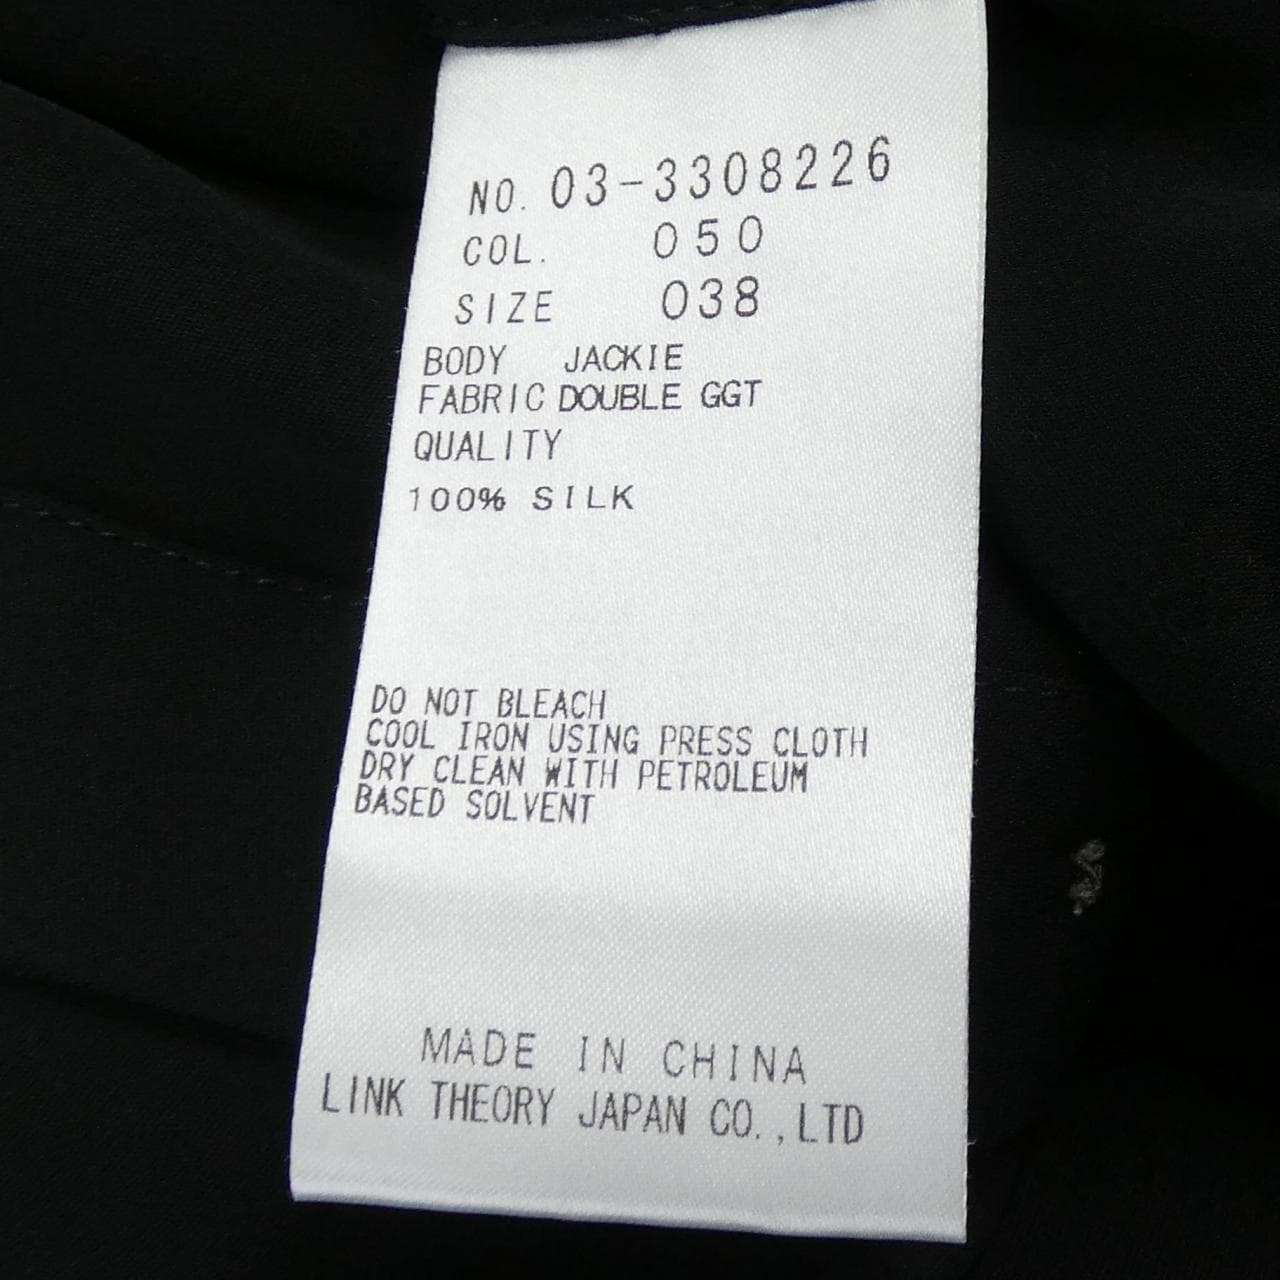 NO. 03-3308226
COL. 050
SIZE 038
BODY JACKIE
FABRIC DOUBLE GGT
QUALITY
100% SILK
DO NOT BLEACH
COOL IRON USING PRESS CLOTH
DRY CLEAN WITH PETROLEUM
BASED SOLVENT
MADE IN CHINA
LINK THEORY JAPAN CO.,LTD